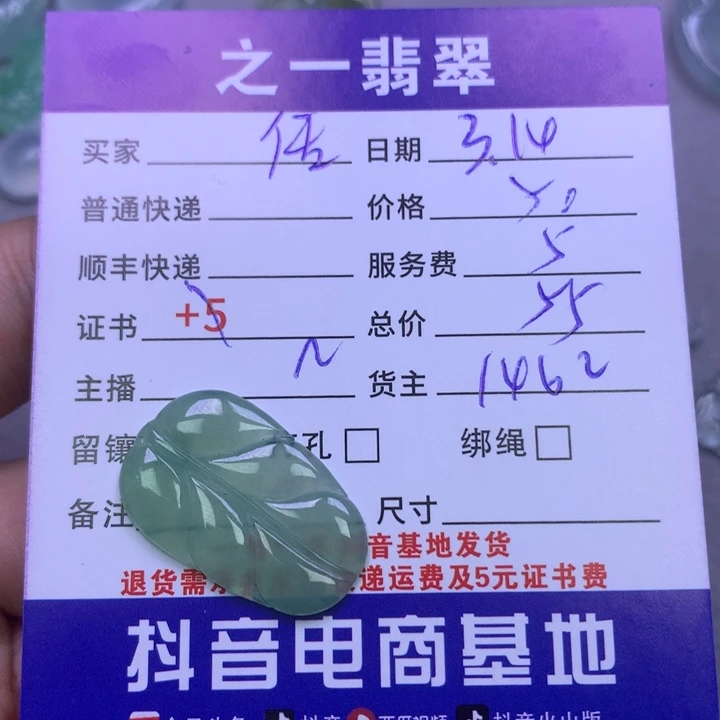 之一翡翠
买家 日期 3.14
普通快递 价格
顺丰快递 服务费 5
证书 +5 总价
主播 货主 1462
留镶 孔 绑绳
备注 尺寸
音基地发货
退货需 递运费及5元证书费
抖音电商基地